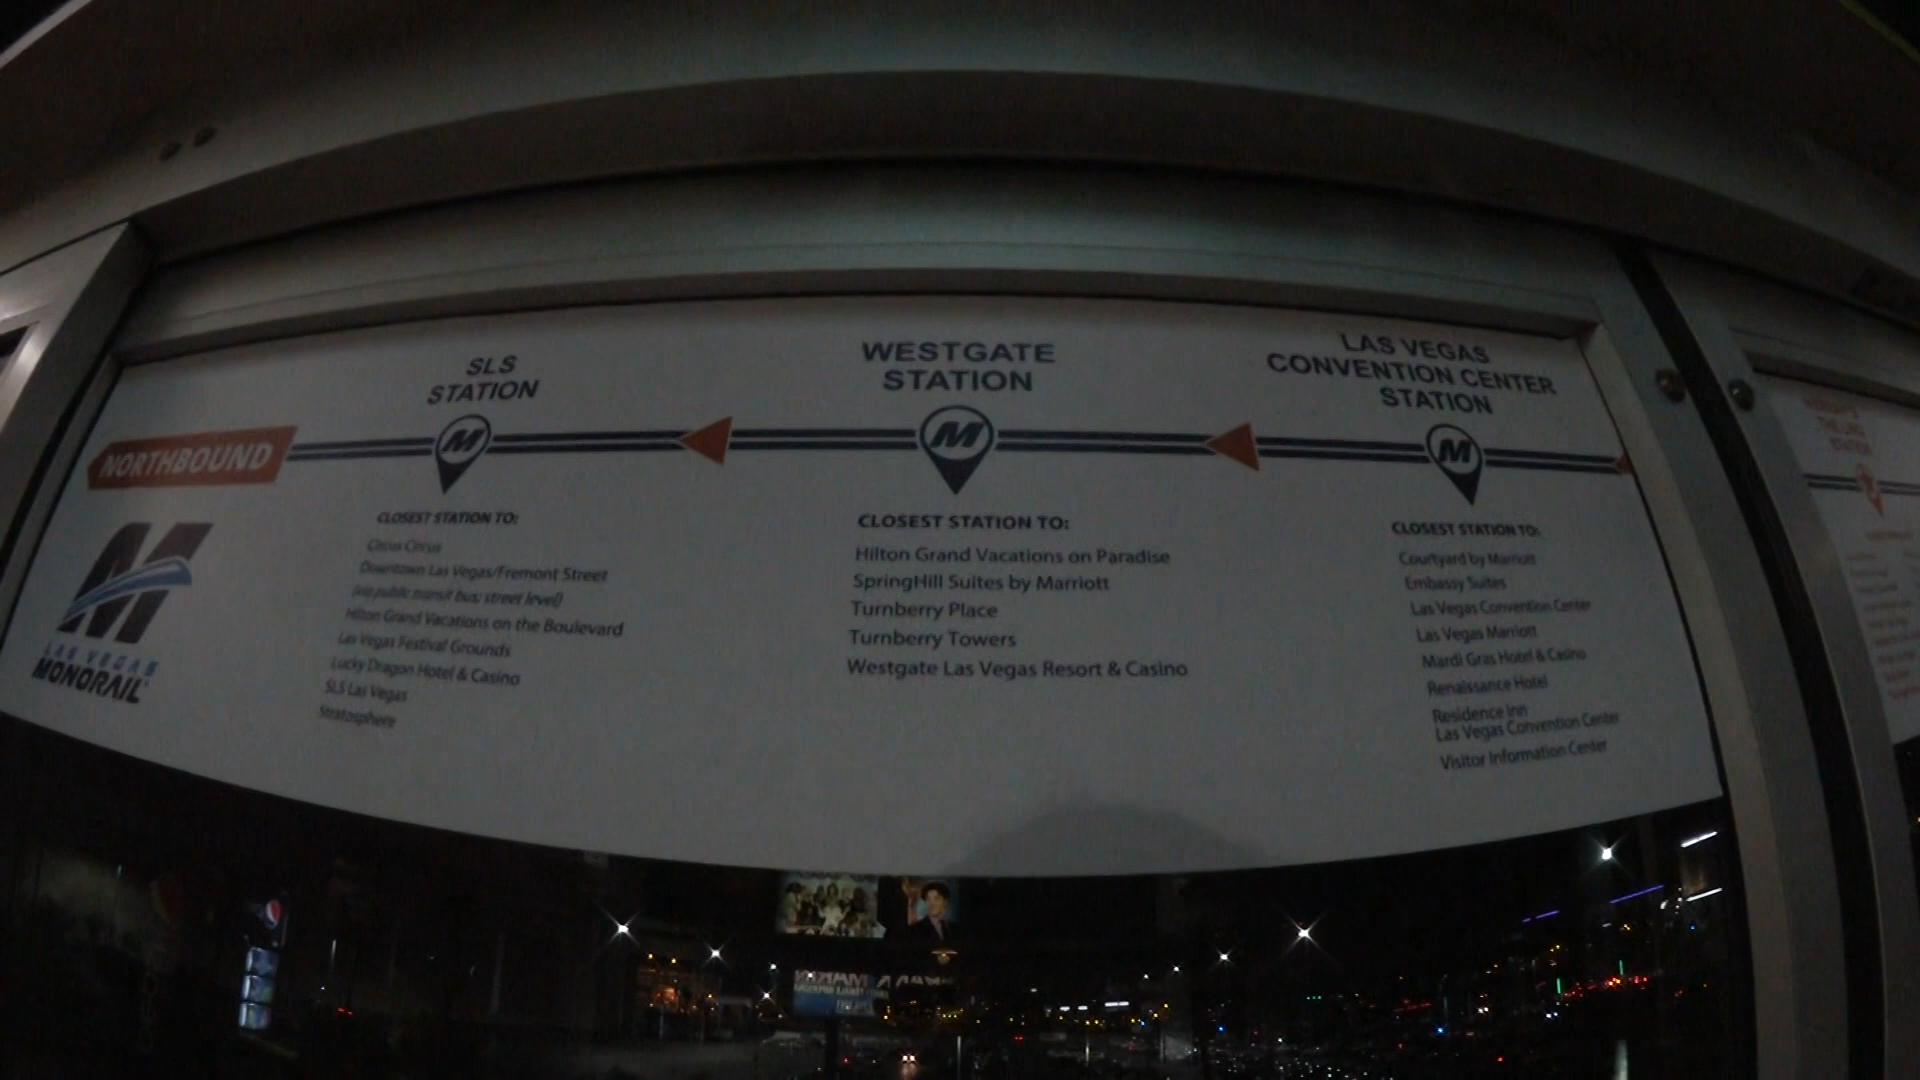 SLS
STATION
WESTGATE
STATION
LAS VEGAS
CONVENTION CENTER
STATION
NORTHBOUND
M
M
M
CLOSEST STATION TO:
Circus Circus
Downtown Las Vegas/Fremont Street
(via public transit bus; street level)
Hilton Grand Vacations on the Boulevard
Las Vegas Festival Grounds
Lucky Dragon Hotel & Casino
SLS Las Vegas
Stratosphere
CLOSEST STATION TO:
Hilton Grand Vacations on Paradise
SpringHill Suites by Marriott
Turnberry Place
Turnberry Towers
Westgate Las Vegas Resort & Casino
CLOSEST STATION TO:
Courtyard by Marriott
Embassy Suites
Las Vegas Convention Center
Las Vegas Marriott
Mardi Gras Hotel & Casino
Renaissance Hotel
Residence Inn
Las Vegas Convention Center
Visitor Information Center
M
LAS VEGAS
MONORAIL
THE LINQ
STATION